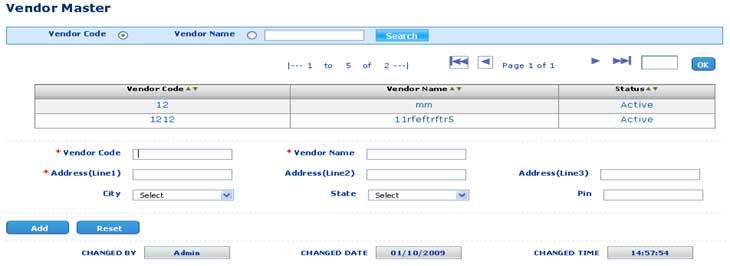 Vendor Master
Vendor Code Vendor Name Search
|--- 1 to 5 of 2 ---| Page 1 of 1 OK
Vendor Code Vendor Name Status
12 mm Active
1212 11rfeftrftr5 Active
* Vendor Code * Vendor Name
* Address(Line1) Address(Line2) Address(Line3)
City Select State Select Pin
Add Reset
CHANGED BY Admin CHANGED DATE 01/10/2009 CHANGED TIME 14:57:54